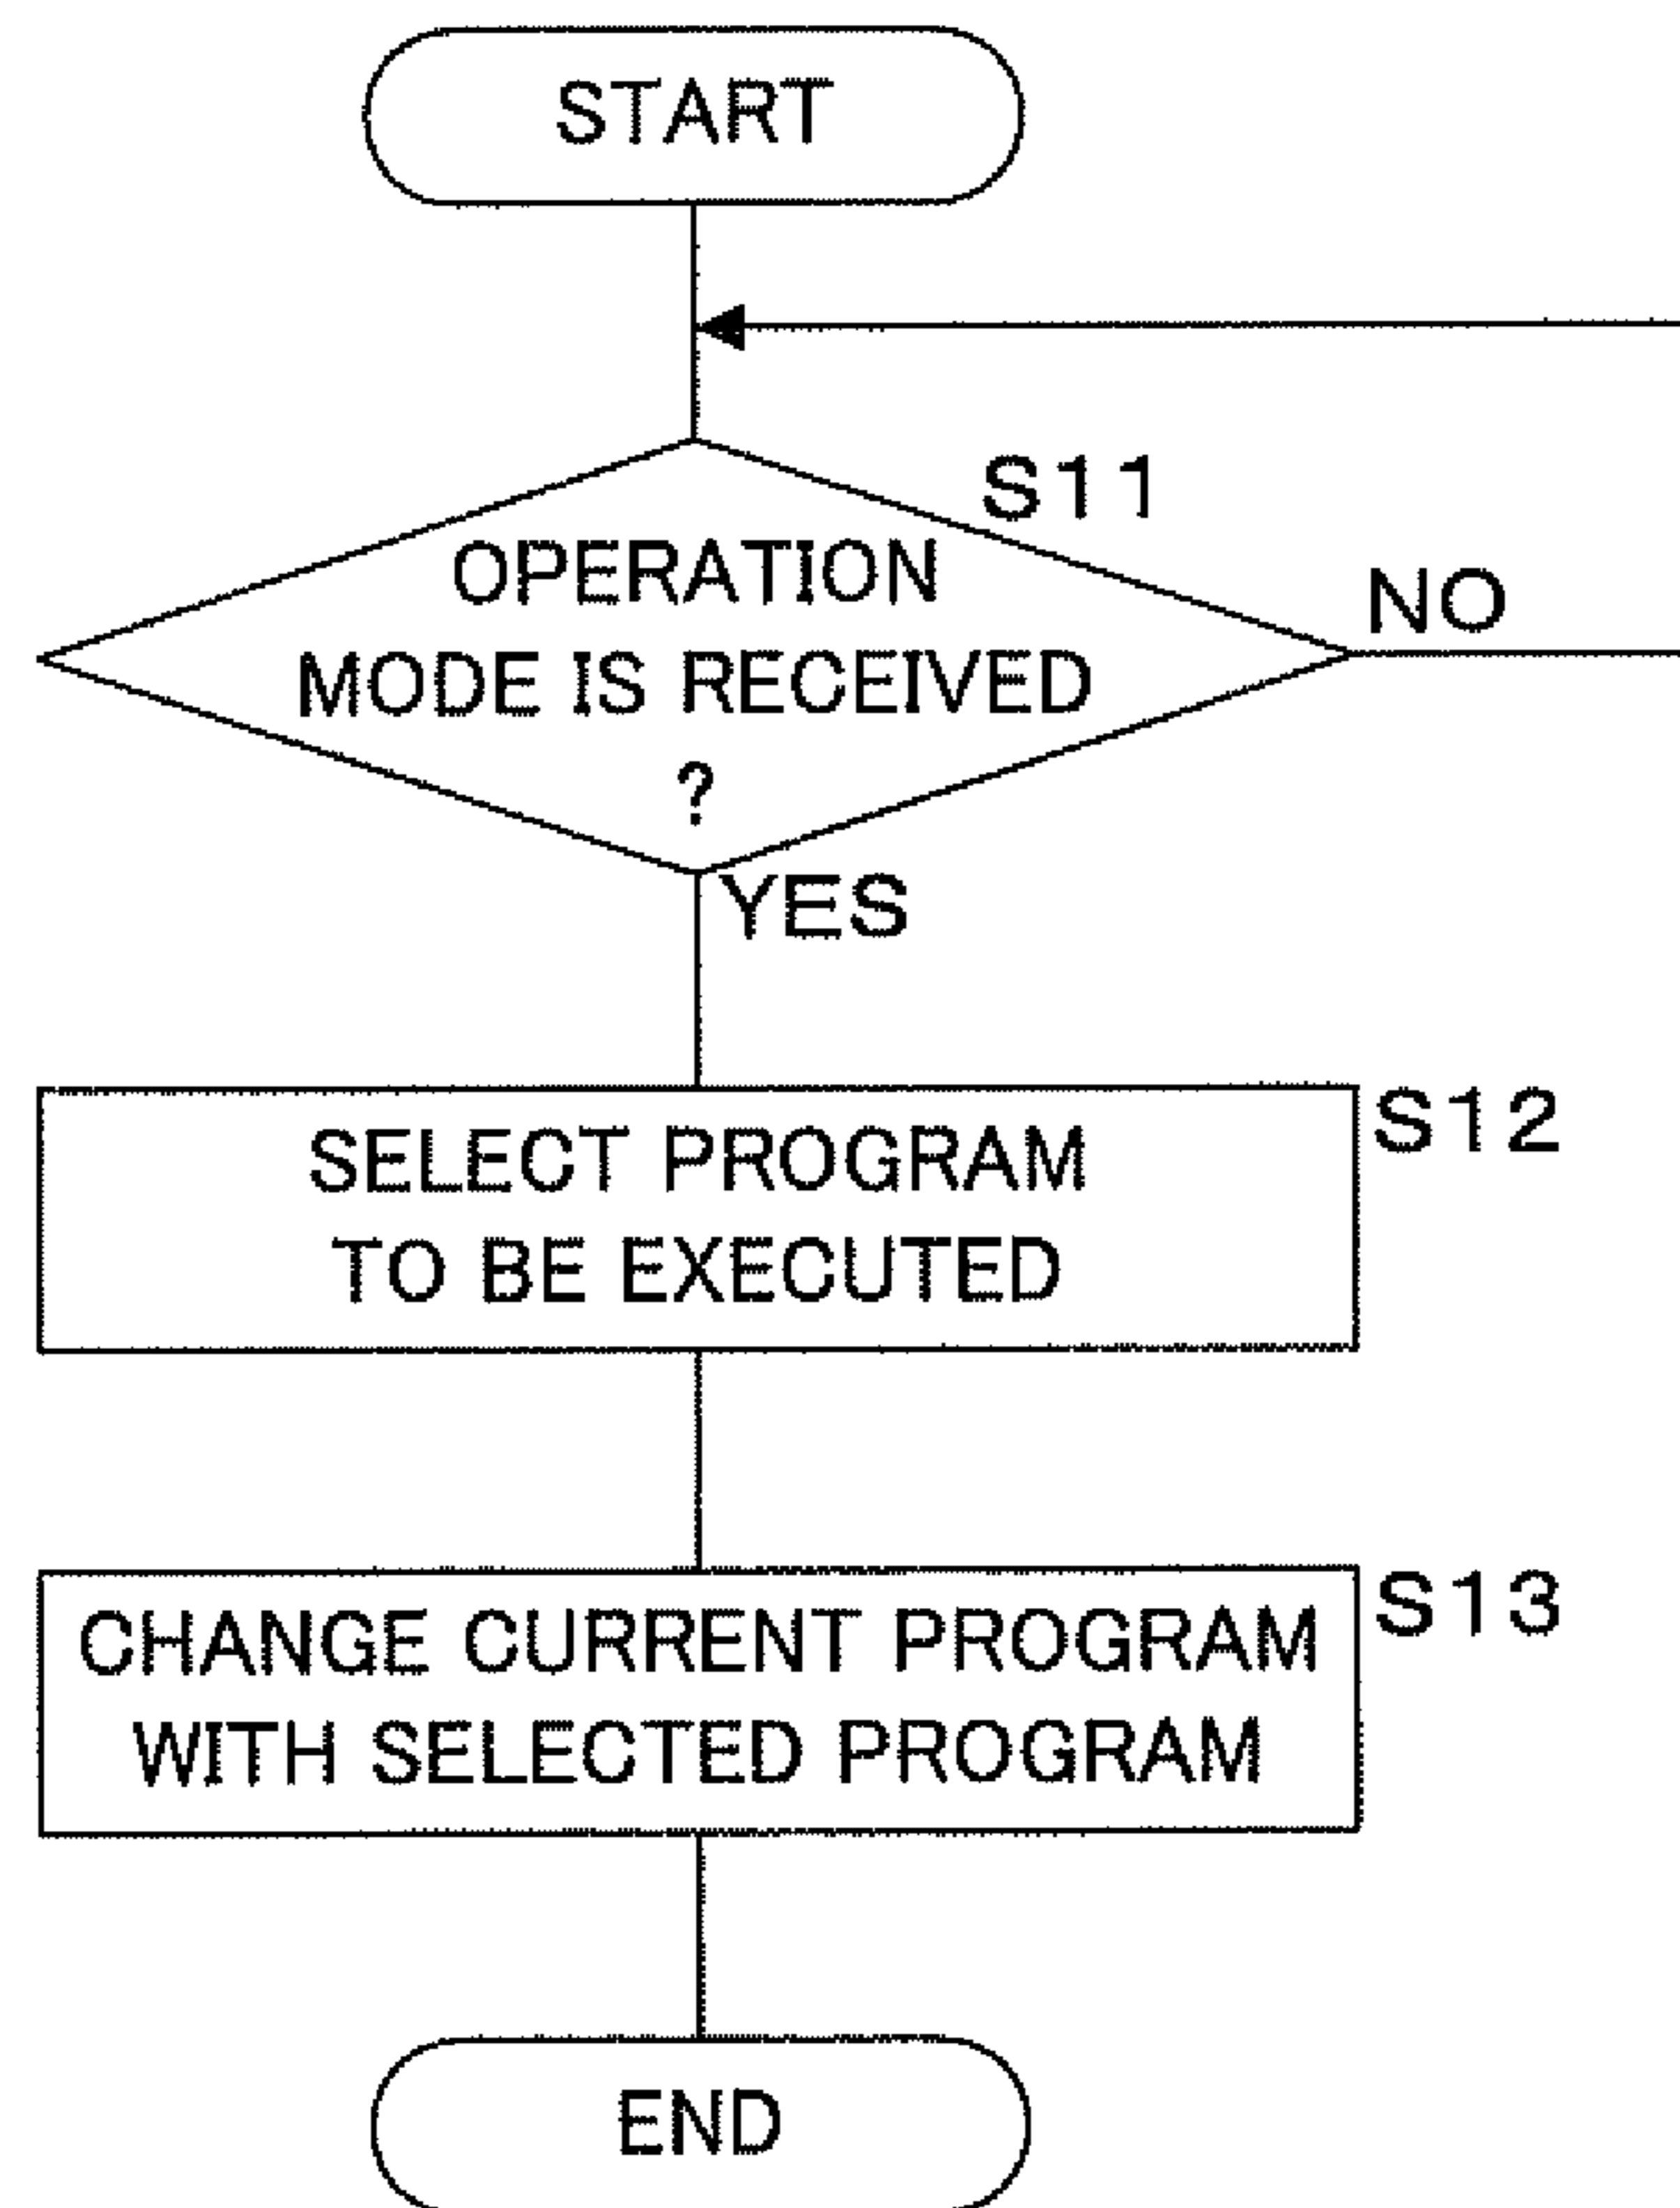 START
S11
OPERATION
MODE IS RECEIVED
?
NO
YES
S12
SELECT PROGRAM
TO BE EXECUTED
S13
CHANGE CURRENT PROGRAM
WITH SELECTED PROGRAM
END